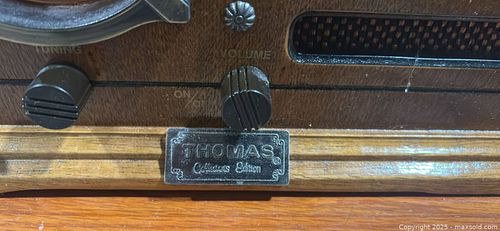 TUNING
VOLUME
ON
THOMAS
Collectors Edition
Copyright 2025 - maxsold.com